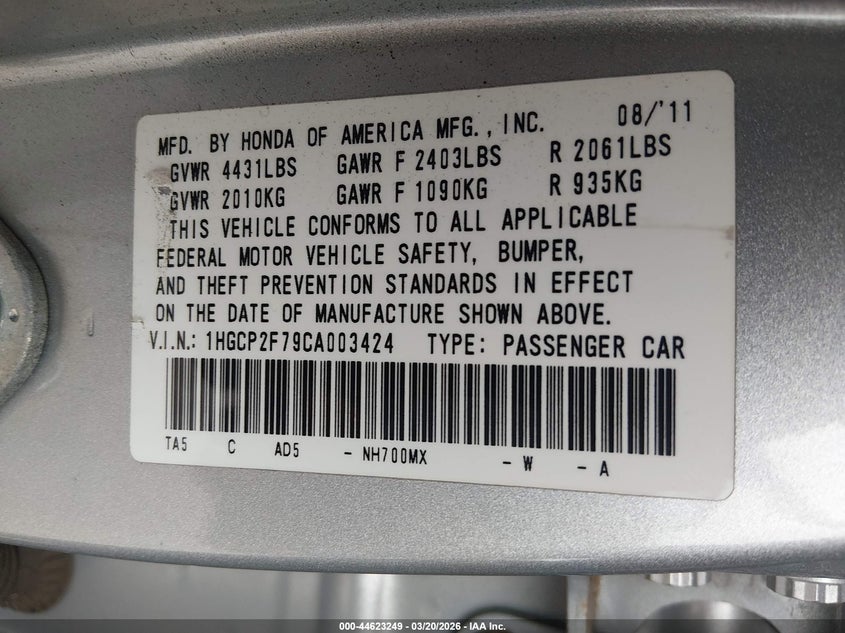 MFD. BY HONDA OF AMERICA MFG., INC. 08/'11
GVWR 4431LBS GAWR F 2403LBS R 2061LBS
GVWR 2010KG GAWR F 1090KG R 935KG
THIS VEHICLE CONFORMS TO ALL APPLICABLE
FEDERAL MOTOR VEHICLE SAFETY, BUMPER,
AND THEFT PREVENTION STANDARDS IN EFFECT
ON THE DATE OF MANUFACTURE SHOWN ABOVE.
V.I.N.: 1HGCP2F79CA003424 TYPE: PASSENGER CAR
TA5 C AD5 - NH700MX - W - A
000-44623249 - 03/20/2026 - IAA Inc.